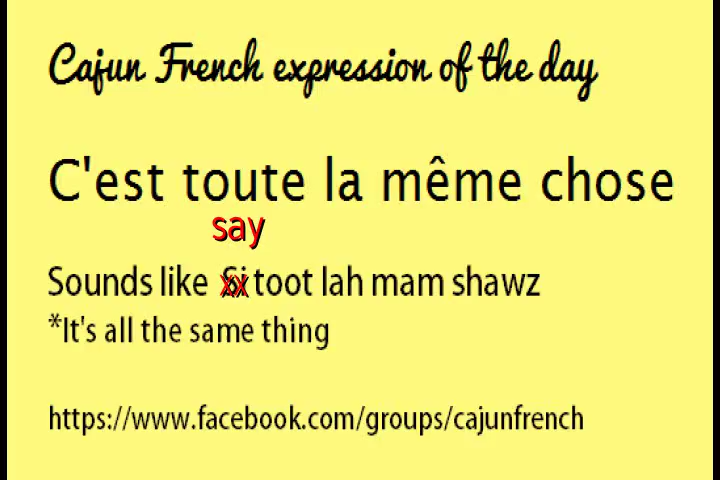 Cajun French expression of the day
C'est toute la même chose
say
Sounds like Si toot lah mam shawz
*It's all the same thing
https://www.facebook.com/groups/cajunfrench